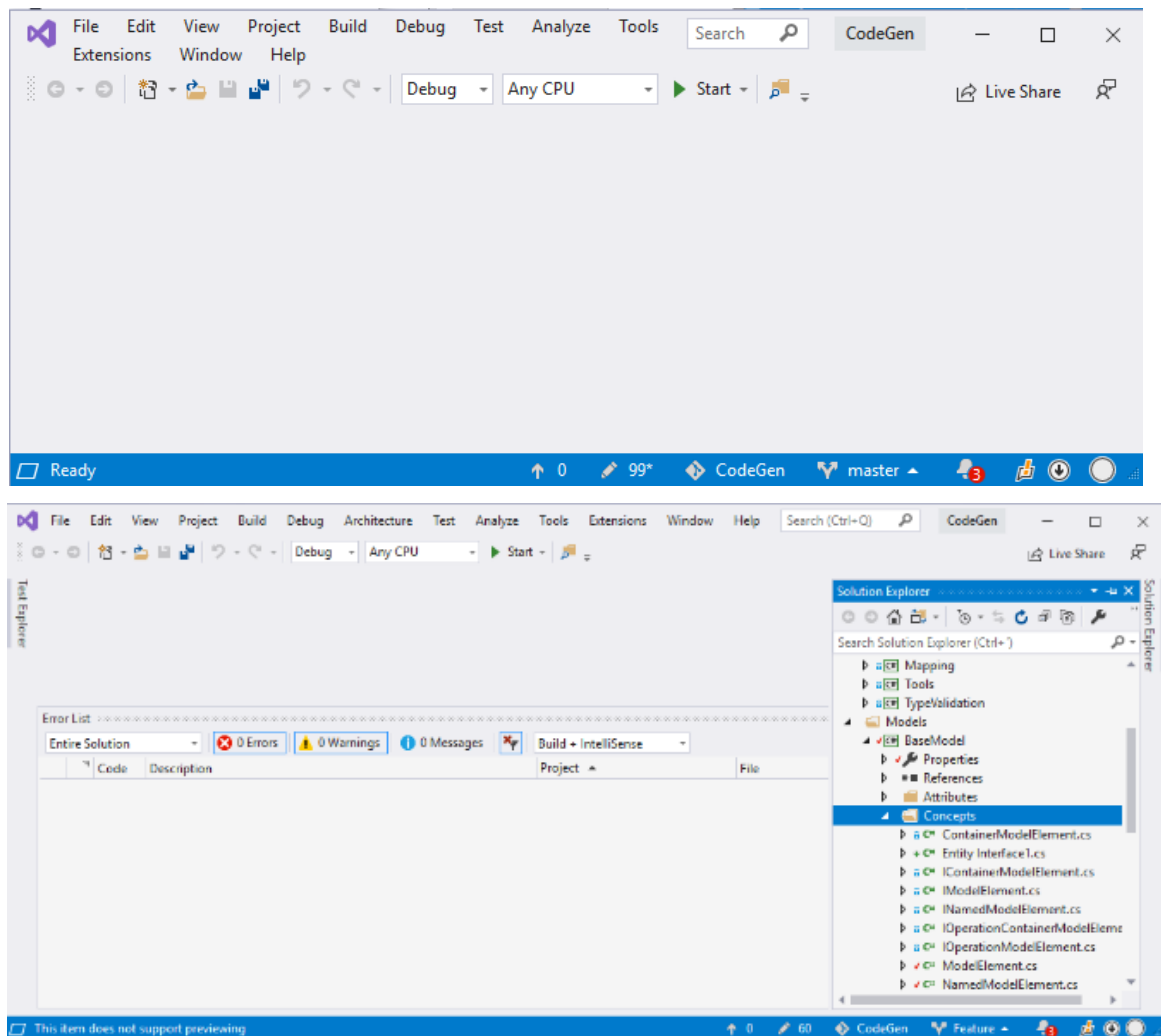 File Edit View Project Build Debug Test Analyze Tools Search CodeGen
Extensions Window Help
Debug Any CPU Start Live Share
Ready 0 99* CodeGen master 3
File Edit View Project Build Debug Architecture Test Analyze Tools Extensions Window Help Search (Ctrl+Q) CodeGen
Debug Any CPU Start Live Share
Test Explorer
Solution Explorer
Solution Explorer
Search Solution Explorer (Ctrl+')
Mapping
Tools
TypeValidation
Models
BaseModel
Properties
References
Attributes
Concepts
ContainerModelElement.cs
Entity Interface1.cs
IContainerModelElement.cs
IModelElement.cs
INamedModelElement.cs
IOperationContainerModelEleme
IOperationModelElement.cs
ModelElement.cs
NamedModelElement.cs
Error List
Entire Solution 0 Errors 0 Warnings 0 Messages Build + IntelliSense
Code Description Project File
This item does not support previewing 0 60 CodeGen Feature 3